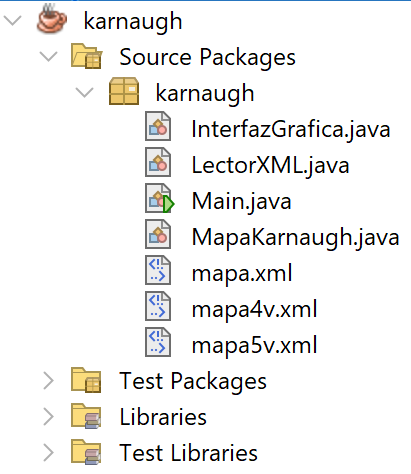 karnaugh
Source Packages
karnaugh
InterfazGrafica.java
LectorXML.java
Main.java
MapaKarnaugh.java
mapa.xml
mapa4v.xml
mapa5v.xml
Test Packages
Libraries
Test Libraries